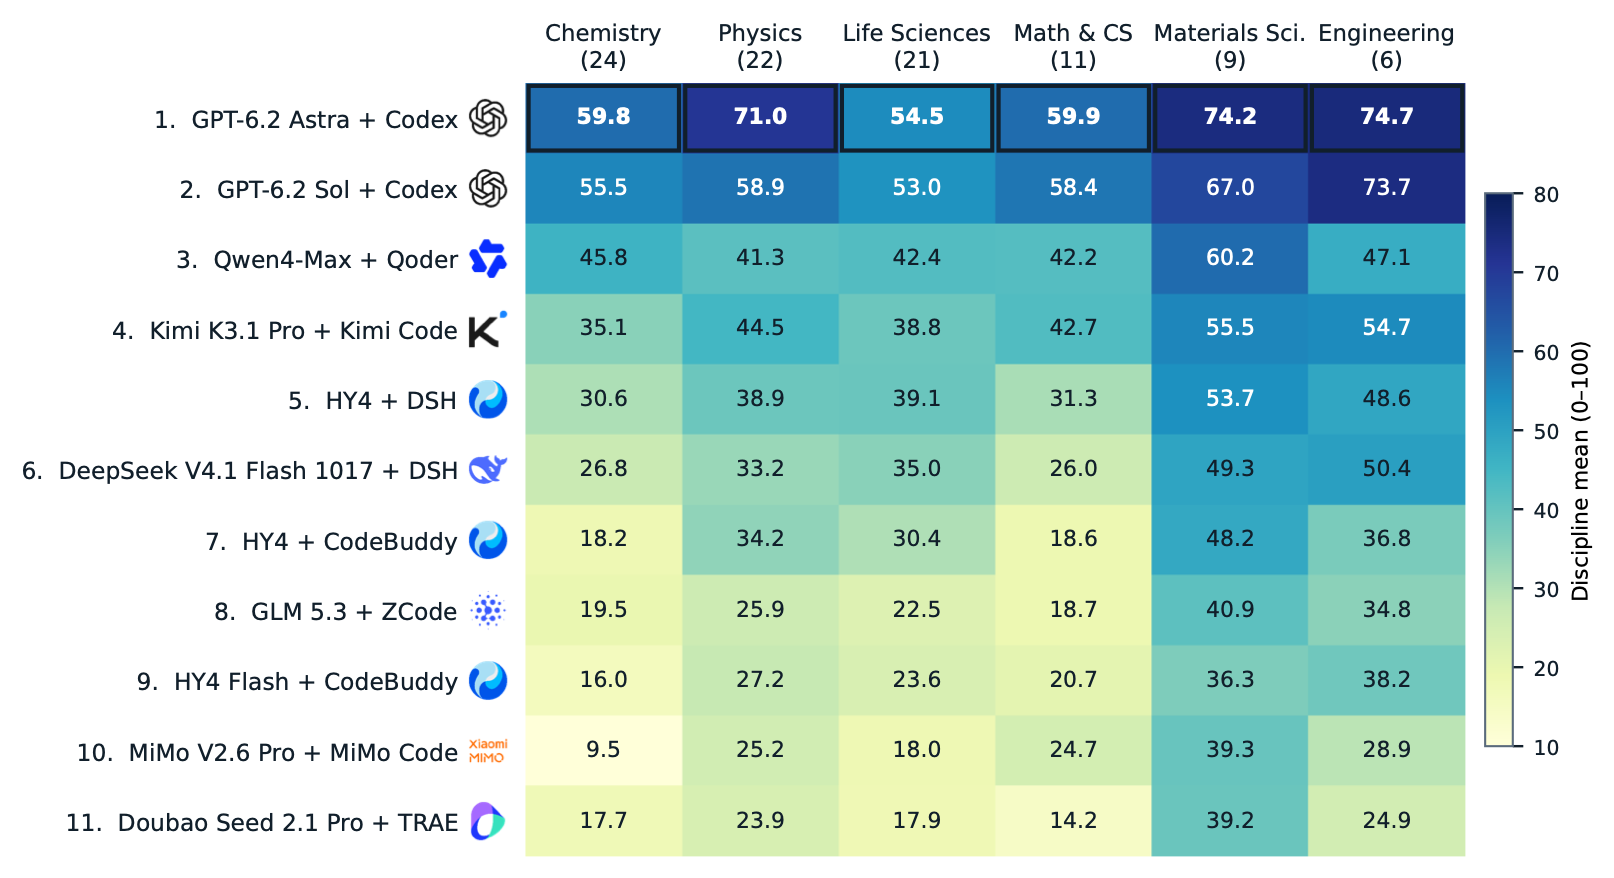 Chemistry (24)
Physics (22)
Life Sciences (21)
Math & CS (11)
Materials Sci. (9)
Engineering (6)
1. GPT-6.2 Astra + Codex 59.8 71.0 54.5 59.9 74.2 74.7
2. GPT-6.2 Sol + Codex 55.5 58.9 53.0 58.4 67.0 73.7
3. Qwen4-Max + Qoder 45.8 41.3 42.4 42.2 60.2 47.1
4. Kimi K3.1 Pro + Kimi Code 35.1 44.5 38.8 42.7 55.5 54.7
5. HY4 + DSH 30.6 38.9 39.1 31.3 53.7 48.6
6. DeepSeek V4.1 Flash 1017 + DSH 26.8 33.2 35.0 26.0 49.3 50.4
7. HY4 + CodeBuddy 18.2 34.2 30.4 18.6 48.2 36.8
8. GLM 5.3 + ZCode 19.5 25.9 22.5 18.7 40.9 34.8
9. HY4 Flash + CodeBuddy 16.0 27.2 23.6 20.7 36.3 38.2
10. MiMo V2.6 Pro + MiMo Code Xiaomi MIMO 9.5 25.2 18.0 24.7 39.3 28.9
11. Doubao Seed 2.1 Pro + TRAE 17.7 23.9 17.9 14.2 39.2 24.9
80
70
60
50
40
30
20
10
Discipline mean (0–100)